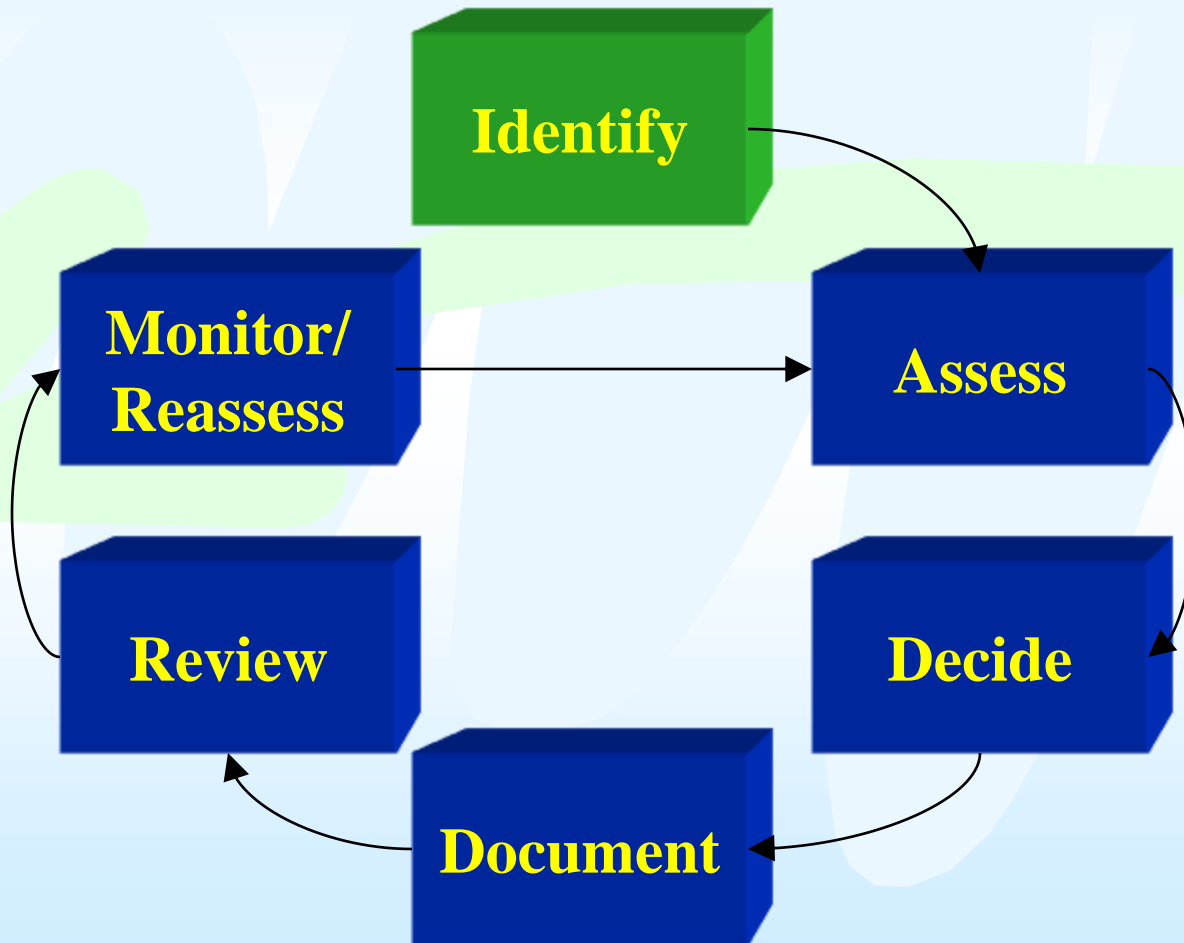 Identify
Monitor/
Reassess
Assess
Review
Decide
Document